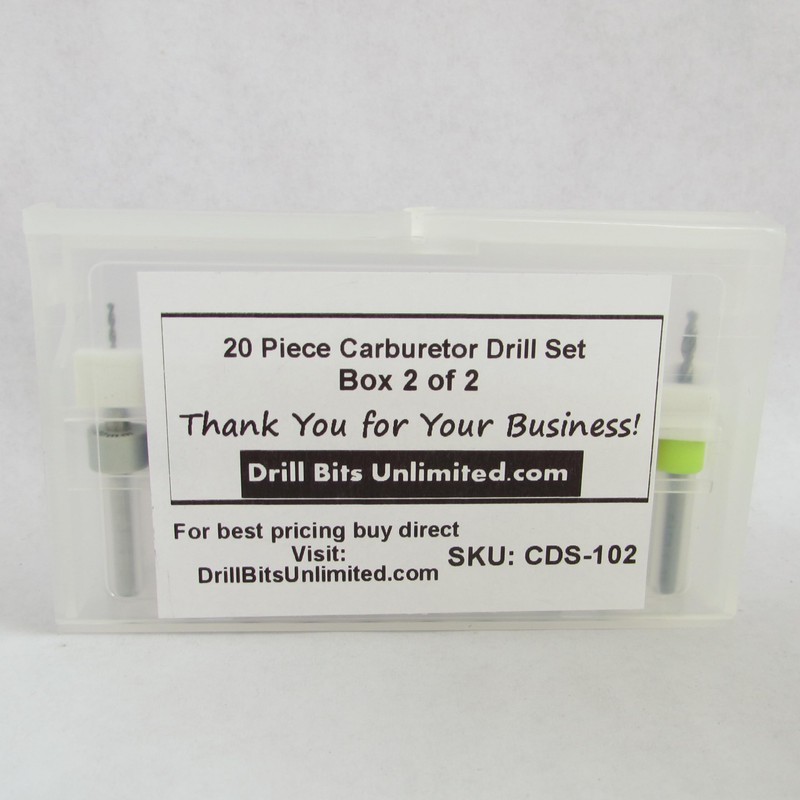 20 Piece Carburetor Drill Set
Box 2 of 2
Thank You for Your Business!
Drill Bits Unlimited.com
For best pricing buy direct
Visit:
DrillBitsUnlimited.com
SKU: CDS-102